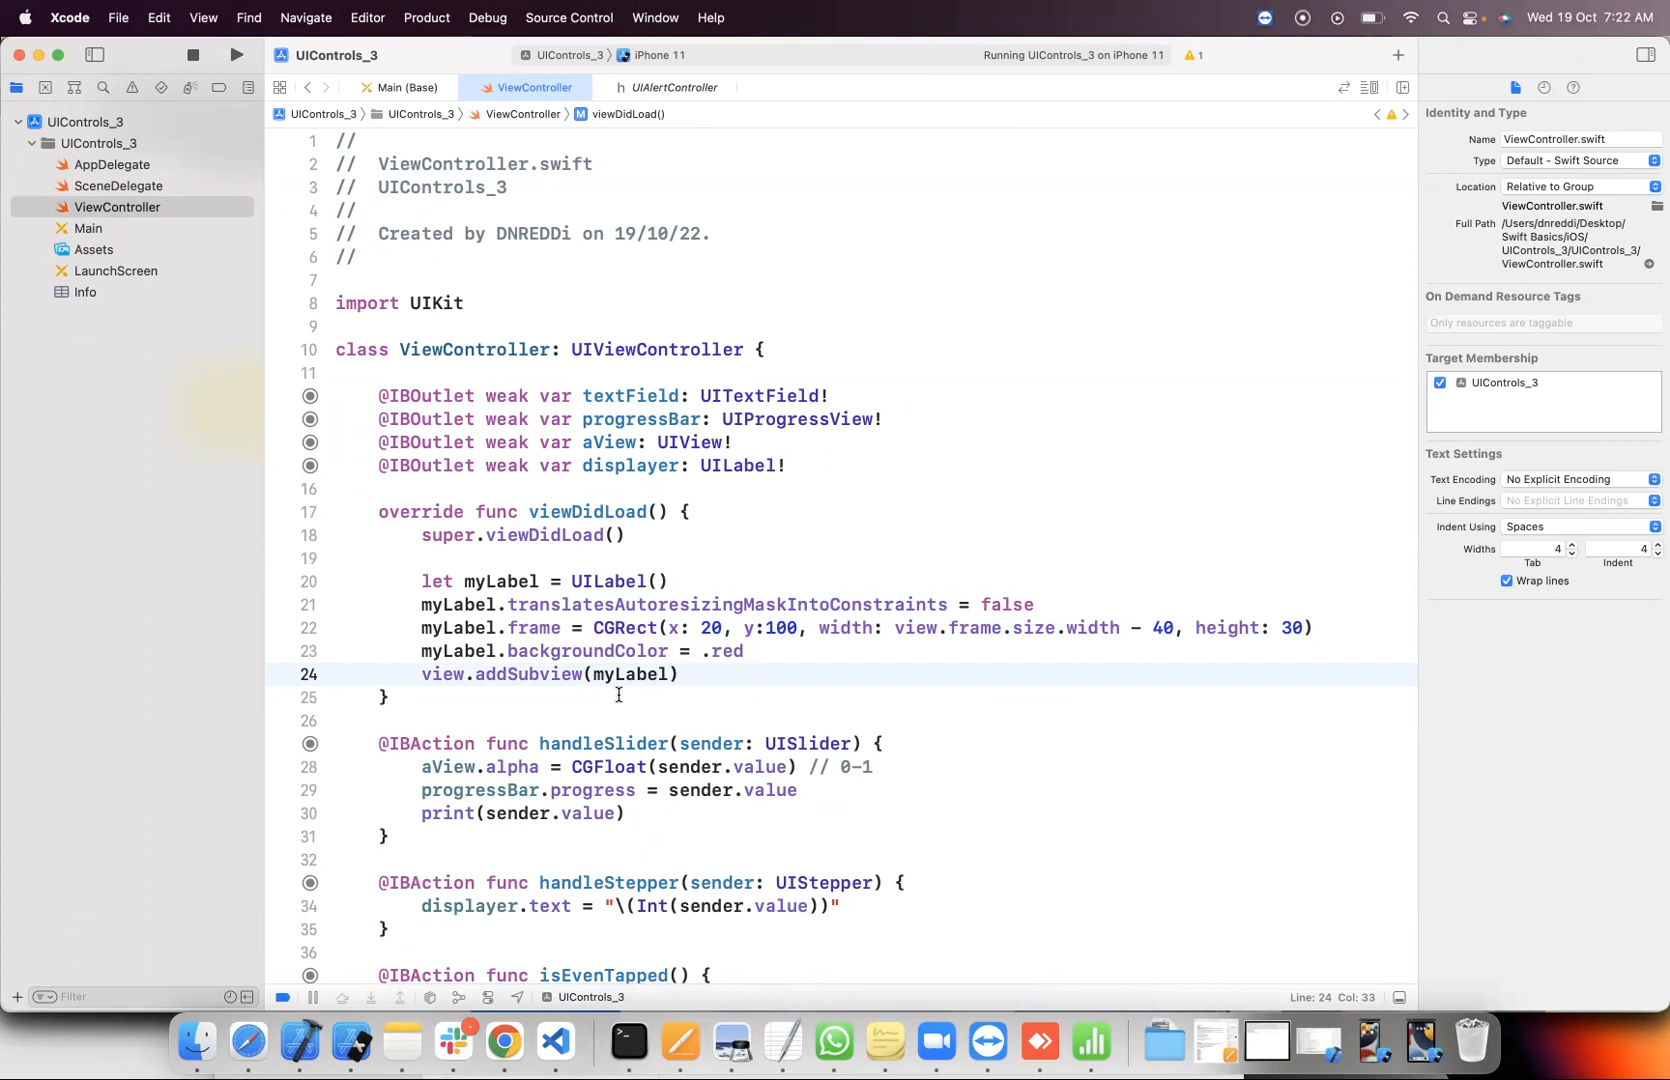 Xcode File Edit View Find Navigate Editor Product Debug Source Control Window Help Wed 19 Oct 7:22 AM
UIControls_3 UIControls_3 iPhone 11 Running UIControls_3 on iPhone 11 1
Main (Base) ViewController h UIAlertController
UIControls_3 UIControls_3 ViewController M viewDidLoad()
UIControls_3
UIControls_3
AppDelegate
SceneDelegate
ViewController
Main
Assets
LaunchScreen
Info
Filter
1 //
2 // ViewController.swift
3 // UIControls_3
4 //
5 // Created by DNREDDi on 19/10/22.
6 //
7
8 import UIKit
9
10 class ViewController: UIViewController {
11
@IBOutlet weak var textField: UITextField!
@IBOutlet weak var progressBar: UIProgressView!
@IBOutlet weak var aView: UIView!
@IBOutlet weak var displayer: UILabel!
16
17 override func viewDidLoad() {
18 super.viewDidLoad()
19
20 let myLabel = UILabel()
21 myLabel.translatesAutoresizingMaskIntoConstraints = false
22 myLabel.frame = CGRect(x: 20, y:100, width: view.frame.size.width - 40, height: 30)
23 myLabel.backgroundColor = .red
24 view.addSubview(myLabel)
25 }
26
@IBAction func handleSlider(sender: UISlider) {
28 aView.alpha = CGFloat(sender.value) // 0-1
29 progressBar.progress = sender.value
30 print(sender.value)
31 }
32
@IBAction func handleStepper(sender: UIStepper) {
34 displayer.text = "\(Int(sender.value))"
35 }
36
@IBAction func isEvenTapped() {
UIControls_3 Line: 24 Col: 33
Identity and Type
Name ViewController.swift
Type Default - Swift Source
Location Relative to Group
ViewController.swift
Full Path /Users/dnreddi/Desktop/
Swift Basics/iOS/
UIControls_3/UIControls_3/
ViewController.swift
On Demand Resource Tags
Only resources are taggable
Target Membership
UIControls_3
Text Settings
Text Encoding No Explicit Encoding
Line Endings No Explicit Line Endings
Indent Using Spaces
Widths 4 4
Tab Indent
Wrap lines